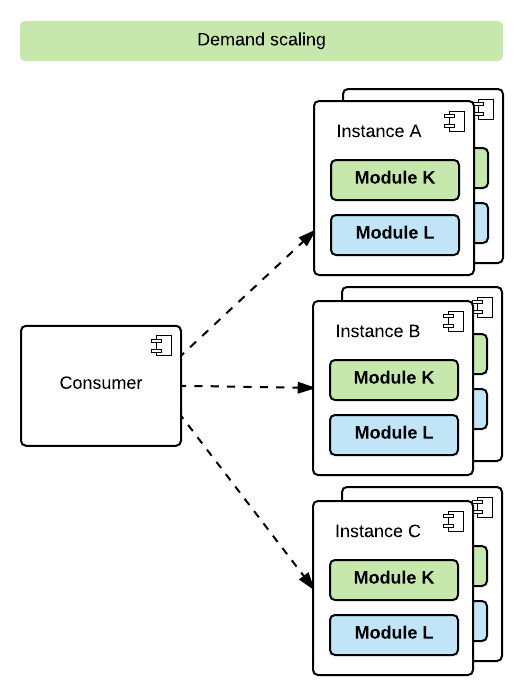 Demand scaling
Instance A
Module K
Module L
Consumer
Instance B
Module K
Module L
Instance C
Module K
Module L